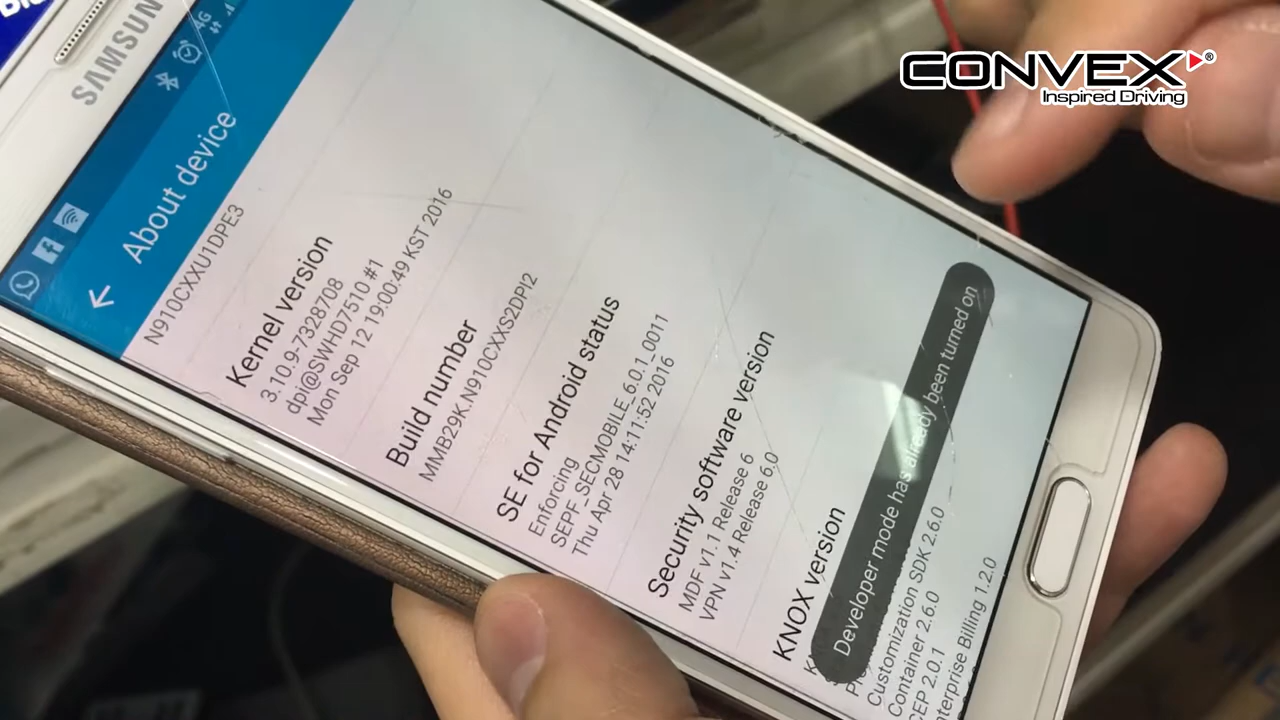 CONVEX®
Inspired Driving
SAMSUNG
4G
About device
N910CXXU1DPE3
Kernel version
3.10.9-7328708
dpi@SWHD7510 #1
Mon Sep 12 19:00:49 KST 2016
Build number
MMB29K.N910CXXS2DPI2
SE for Android status
Enforcing
SEPF_SECMOBILE_6.0.1_0011
Thu Apr 28 14:11:52 2016
Security software version
MDF v1.1 Release 6
VPN v1.4 Release 6.0
KNOX version
Developer mode has already been turned on
Customization SDK 2.6.0
Container 2.6.0
CEP 2.0.1
nterprise Billing 1.2.0